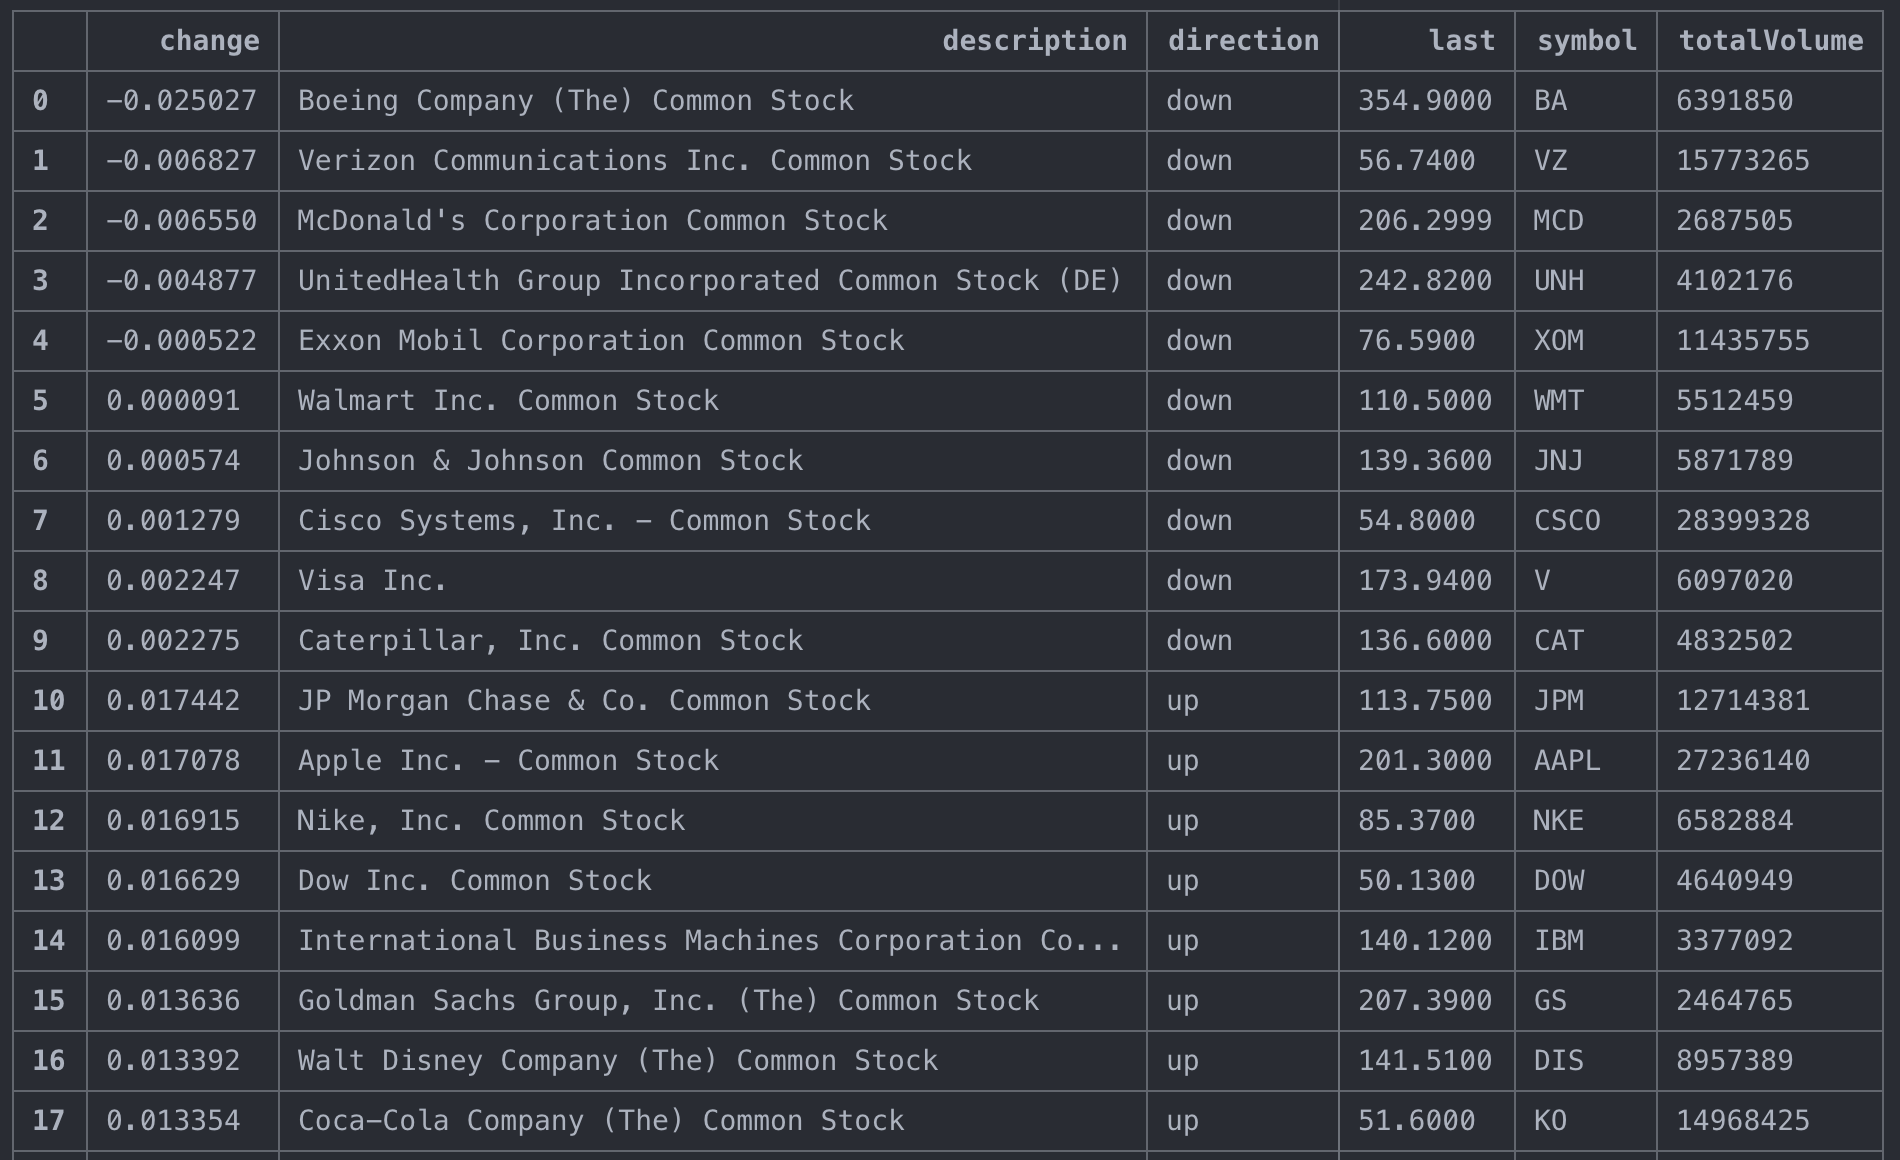 change description direction last symbol totalVolume
0 −0.025027 Boeing Company (The) Common Stock down 354.9000 BA 6391850
1 −0.006827 Verizon Communications Inc. Common Stock down 56.7400 VZ 15773265
2 −0.006550 McDonald's Corporation Common Stock down 206.2999 MCD 2687505
3 −0.004877 UnitedHealth Group Incorporated Common Stock (DE) down 242.8200 UNH 4102176
4 −0.000522 Exxon Mobil Corporation Common Stock down 76.5900 XOM 11435755
5 0.000091 Walmart Inc. Common Stock down 110.5000 WMT 5512459
6 0.000574 Johnson & Johnson Common Stock down 139.3600 JNJ 5871789
7 0.001279 Cisco Systems, Inc. − Common Stock down 54.8000 CSCO 28399328
8 0.002247 Visa Inc. down 173.9400 V 6097020
9 0.002275 Caterpillar, Inc. Common Stock down 136.6000 CAT 4832502
10 0.017442 JP Morgan Chase & Co. Common Stock up 113.7500 JPM 12714381
11 0.017078 Apple Inc. − Common Stock up 201.3000 AAPL 27236140
12 0.016915 Nike, Inc. Common Stock up 85.3700 NKE 6582884
13 0.016629 Dow Inc. Common Stock up 50.1300 DOW 4640949
14 0.016099 International Business Machines Corporation Co... up 140.1200 IBM 3377092
15 0.013636 Goldman Sachs Group, Inc. (The) Common Stock up 207.3900 GS 2464765
16 0.013392 Walt Disney Company (The) Common Stock up 141.5100 DIS 8957389
17 0.013354 Coca−Cola Company (The) Common Stock up 51.6000 KO 14968425